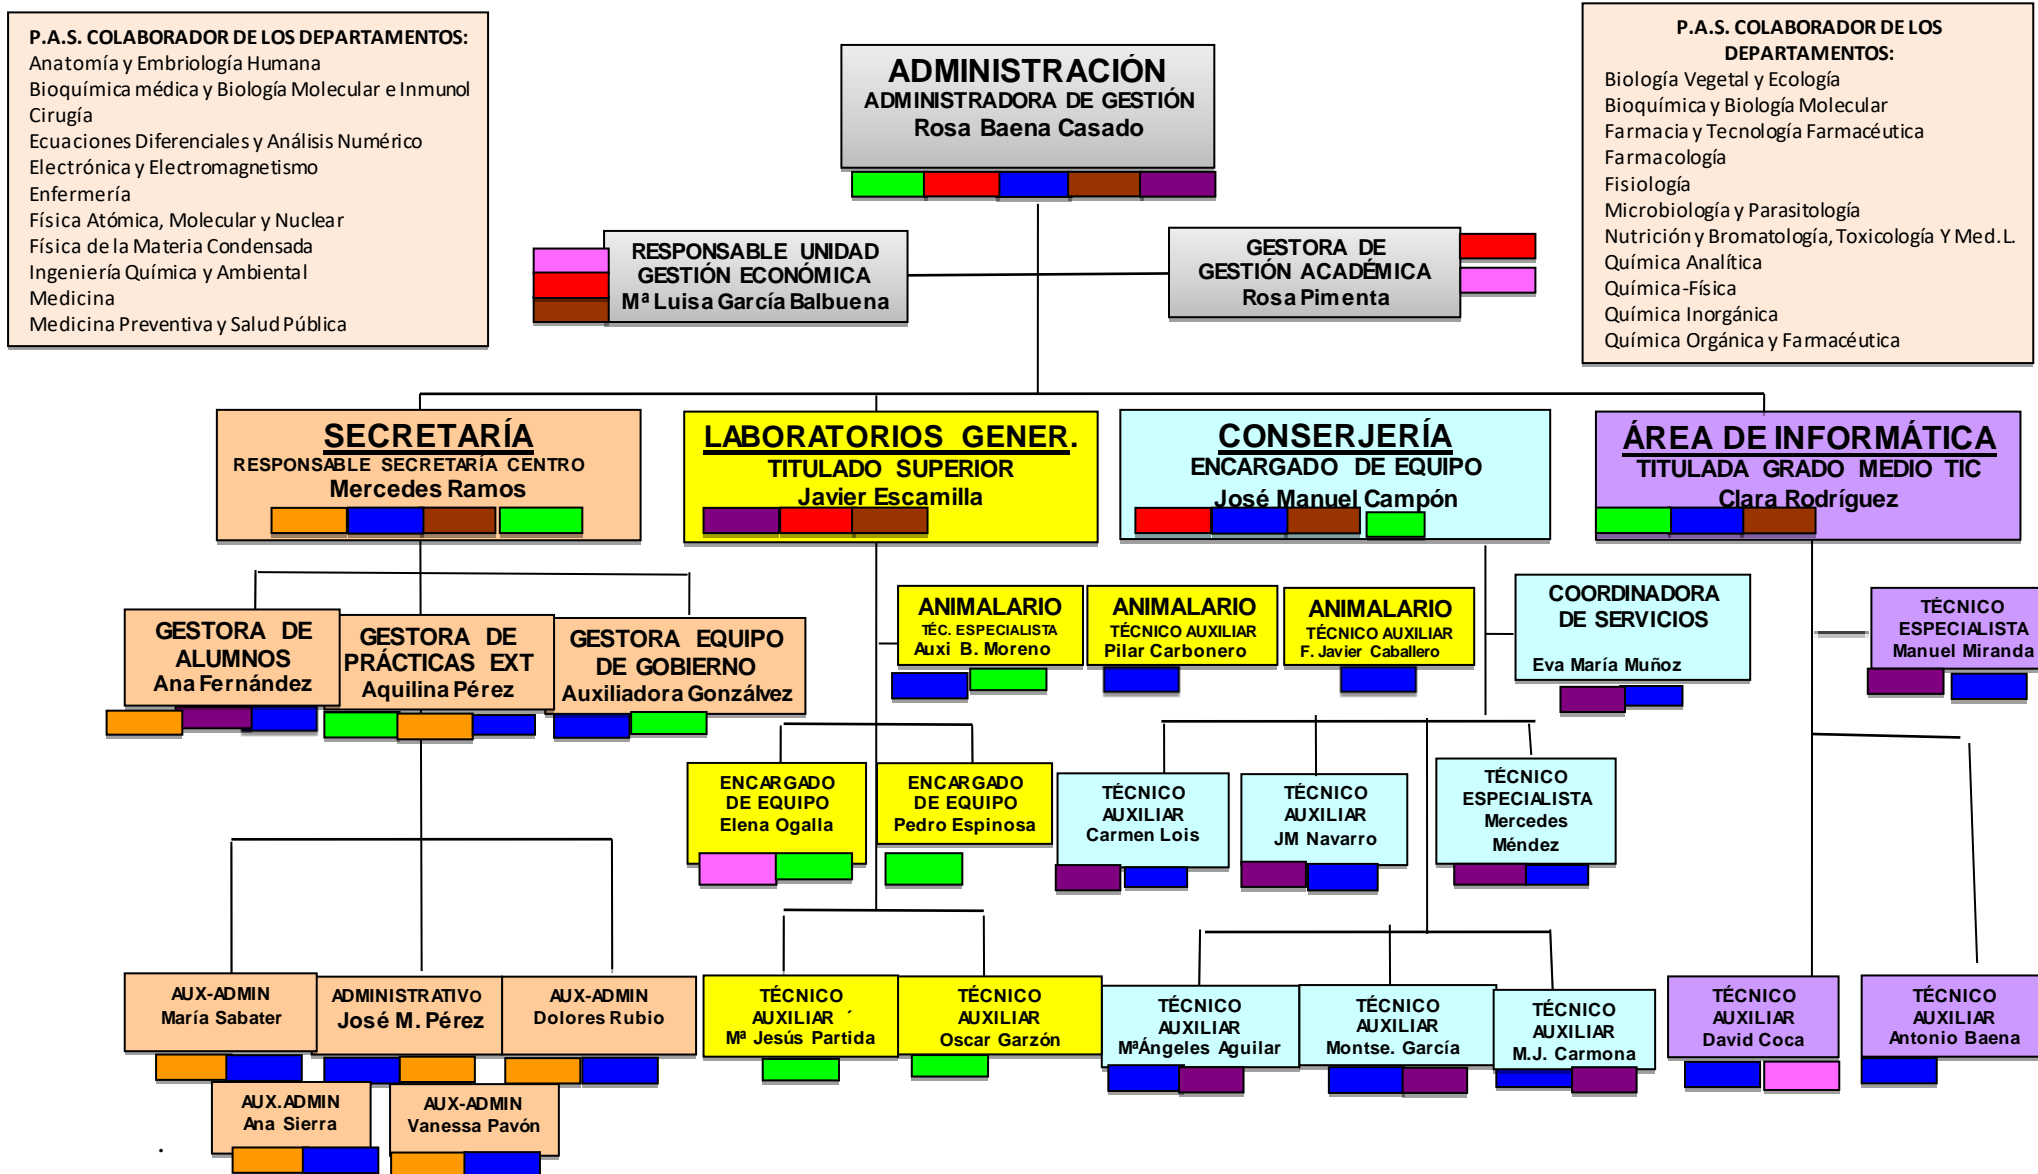 P.A.S. COLABORADOR DE LOS DEPARTAMENTOS:
Anatomía y Embriología Humana
Bioquímica médica y Biología Molecular e Inmunol
Cirugía
Ecuaciones Diferenciales y Análisis Numérico
Electrónica y Electromagnetismo
Enfermería
Física Atómica, Molecular y Nuclear
Física de la Materia Condensada
Ingeniería Química y Ambiental
Medicina
Medicina Preventiva y Salud Pública
ADMINISTRACIÓN
ADMINISTRADORA DE GESTIÓN
Rosa Baena Casado
P.A.S. COLABORADOR DE LOS
DEPARTAMENTOS:
Biología Vegetal y Ecología
Bioquímica y Biología Molecular
Farmacia y Tecnología Farmacéutica
Farmacología
Fisiología
Microbiología y Parasitología
Nutrición y Bromatología, Toxicología Y Med.L.
Química Analítica
Química-Física
Química Inorgánica
Química Orgánica y Farmacéutica
RESPONSABLE UNIDAD
GESTIÓN ECONÓMICA
Mª Luisa García Balbuena
GESTORA DE
GESTIÓN ACADÉMICA
Rosa Pimenta
SECRETARÍA
RESPONSABLE SECRETARÍA CENTRO
Mercedes Ramos
LABORATORIOS GENER.
TITULADO SUPERIOR
Javier Escamilla
CONSERJERÍA
ENCARGADO DE EQUIPO
José Manuel Campón
ÁREA DE INFORMÁTICA
TITULADA GRADO MEDIO TIC
Clara Rodríguez
GESTORA DE
ALUMNOS
Ana Fernández
GESTORA DE
PRÁCTICAS EXT
Aquilina Pérez
GESTORA EQUIPO
DE GOBIERNO
Auxiliadora Gonzálvez
ANIMALARIO
TÉC. ESPECIALISTA
Auxi B. Moreno
ANIMALARIO
TÉCNICO AUXILIAR
Pilar Carbonero
ANIMALARIO
TÉCNICO AUXILIAR
F. Javier Caballero
COORDINADORA
DE SERVICIOS
Eva María Muñoz
TÉCNICO
ESPECIALISTA
Manuel Miranda
ENCARGADO
DE EQUIPO
Elena Ogalla
ENCARGADO
DE EQUIPO
Pedro Espinosa
TÉCNICO
AUXILIAR
Carmen Lois
TÉCNICO
AUXILIAR
JM Navarro
TÉCNICO
ESPECIALISTA
Mercedes
Méndez
AUX-ADMIN
María Sabater
ADMINISTRATIVO
José M. Pérez
AUX-ADMIN
Dolores Rubio
TÉCNICO
AUXILIAR ´
Mª Jesús Partida
TÉCNICO
AUXILIAR
Oscar Garzón
TÉCNICO
AUXILIAR
MªÁngeles Aguilar
TÉCNICO
AUXILIAR
Montse. García
TÉCNICO
AUXILIAR
M.J. Carmona
TÉCNICO
AUXILIAR
David Coca
TÉCNICO
AUXILIAR
Antonio Baena
AUX.ADMIN
Ana Sierra
AUX-ADMIN
Vanessa Pavón
.